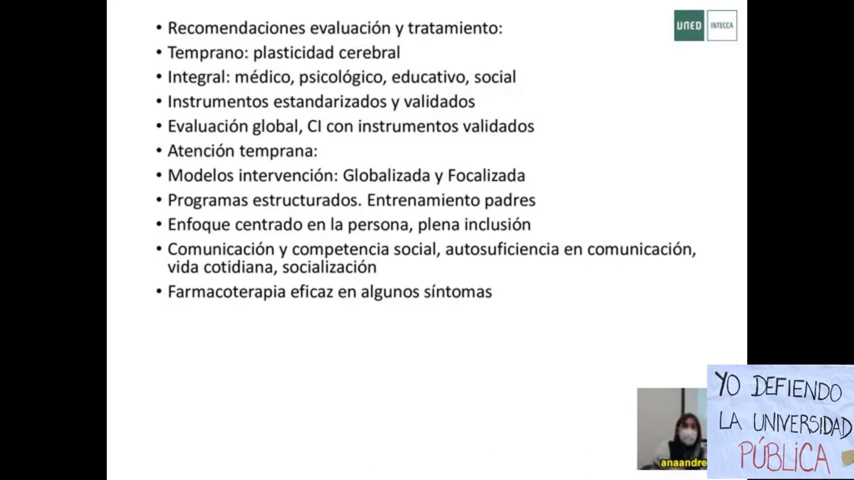 • Recomendaciones evaluación y tratamiento:
• Temprano: plasticidad cerebral
• Integral: médico, psicológico, educativo, social
• Instrumentos estandarizados y validados
• Evaluación global, CI con instrumentos validados
• Atención temprana:
• Modelos intervención: Globalizada y Focalizada
• Programas estructurados. Entrenamiento padres
• Enfoque centrado en la persona, plena inclusión
• Comunicación y competencia social, autosuficiencia en comunicación,
vida cotidiana, socialización
• Farmacoterapia eficaz en algunos síntomas
UNED INTECCA
anaandre
YO DEFIENDO
LA UNIVERSIDAD
PÚBLICA